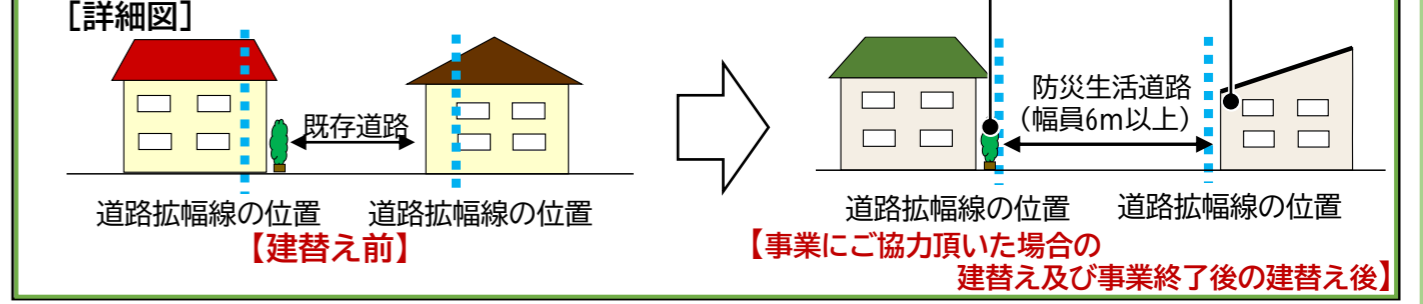 ［詳細図］
既存道路
防災生活道路
（幅員6m以上）
道路拡幅線の位置
道路拡幅線の位置
道路拡幅線の位置
道路拡幅線の位置
【建替え前】
【事業にご協力頂いた場合の
建替え及び事業終了後の建替え後】